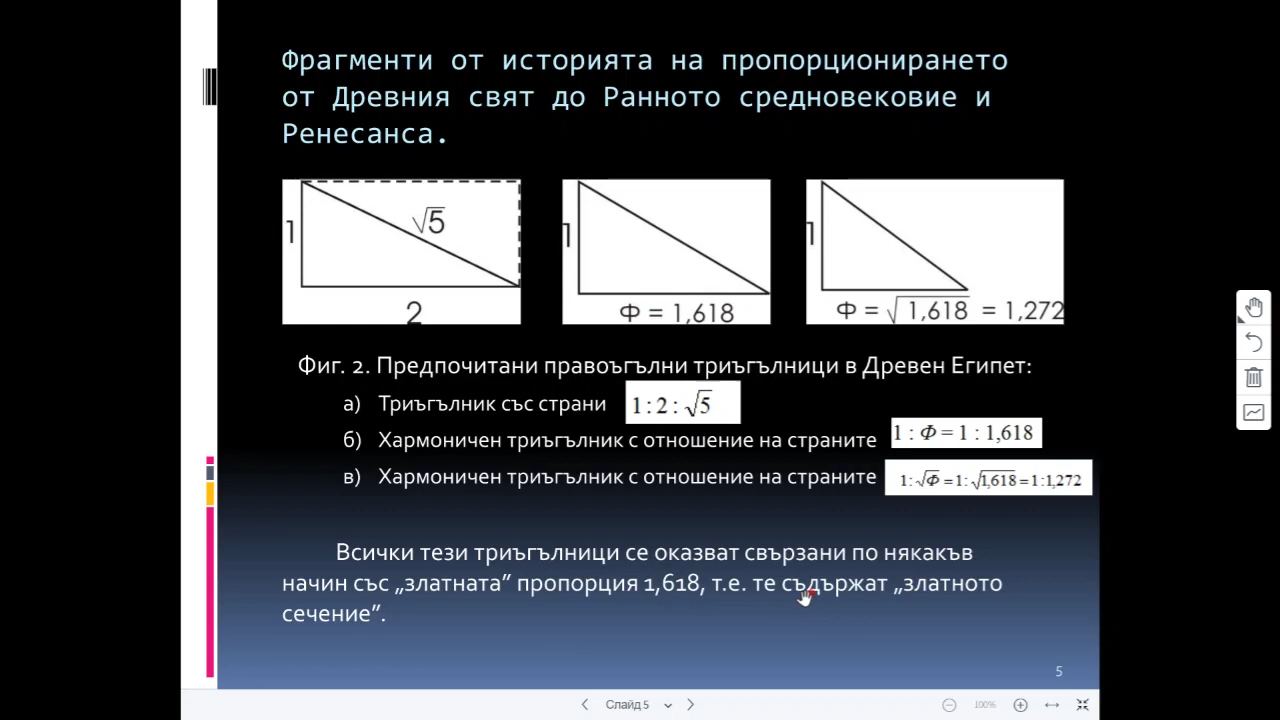 Фрагменти от историята на пропорционирането
от Древния свят до Ранното средновековие и
Ренесанса.
1
√5
2
1
Ф = 1,618
1
Ф = √1,618 = 1,272
Фиг. 2. Предпочитани правоъгълни триъгълници в Древен Египет:
а) Триъгълник със страни 1 : 2 : √5
б) Хармоничен триъгълник с отношение на страните 1 : Ф = 1 : 1,618
в) Хармоничен триъгълник с отношение на страните 1:√Ф=1:√1,618=1:1,272
Всички тези триъгълници се оказват свързани по някакъв
начин със „златната” пропорция 1,618, т.е. те съдържат „златното
сечение”.
5
Слайд 5
100%